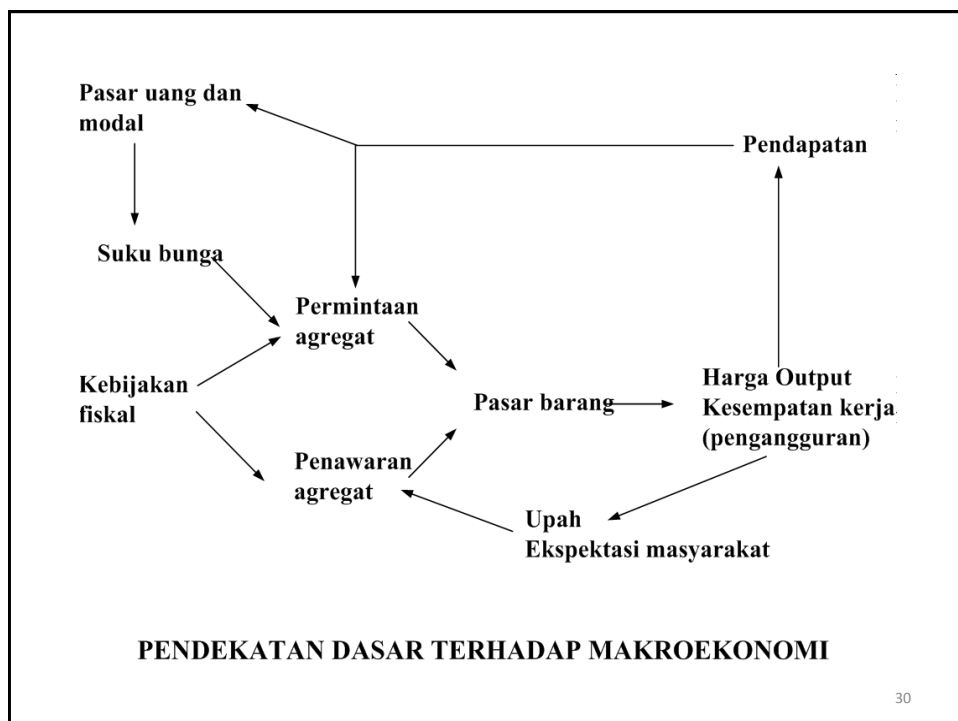 Pasar uang dan
modal
Pendapatan
Suku bunga
Permintaan
agregat
Kebijakan
fiskal
Pasar barang
Harga Output
Kesempatan kerja
(pengangguran)
Penawaran
agregat
Upah
Ekspektasi masyarakat
PENDEKATAN DASAR TERHADAP MAKROEKONOMI
30